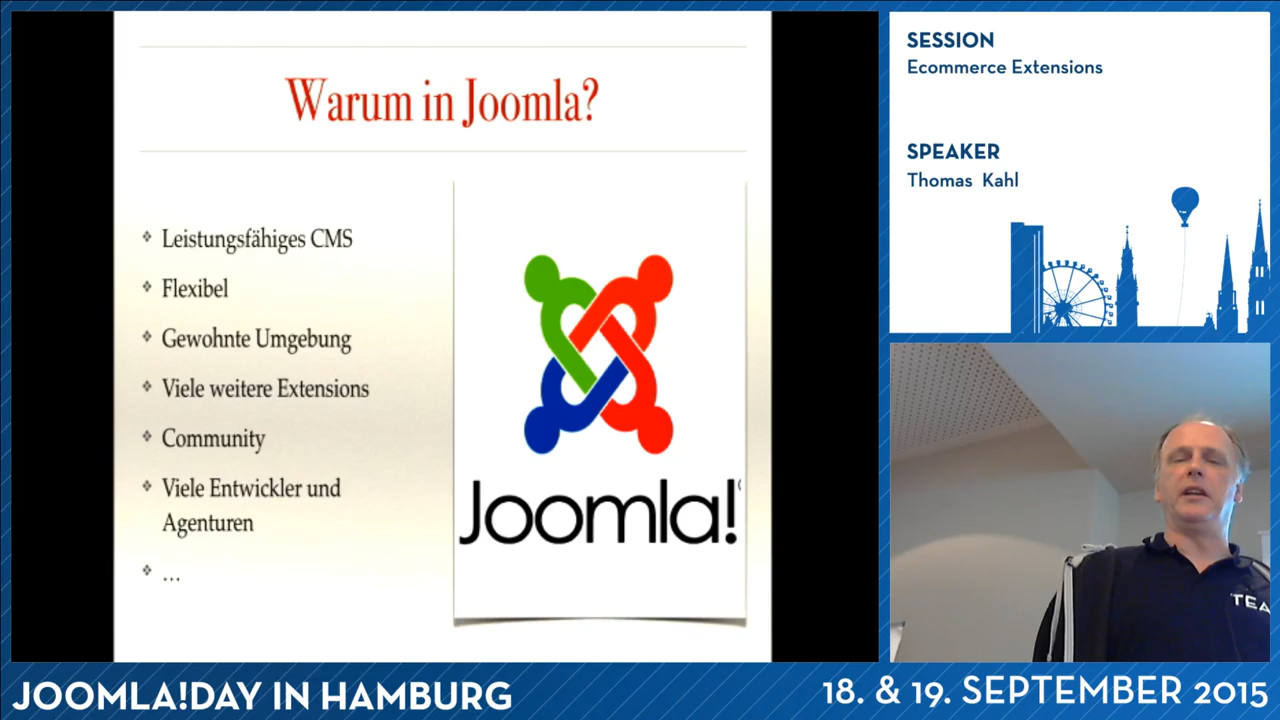 Warum in Joomla?
Leistungsfähiges CMS
Flexibel
Gewohnte Umgebung
Viele weitere Extensions
Community
Viele Entwickler und
Agenturen
...
Joomla!
SESSION
Ecommerce Extensions
SPEAKER
Thomas Kahl
TEA
JOOMLA!DAY IN HAMBURG
18. & 19. SEPTEMBER 2015